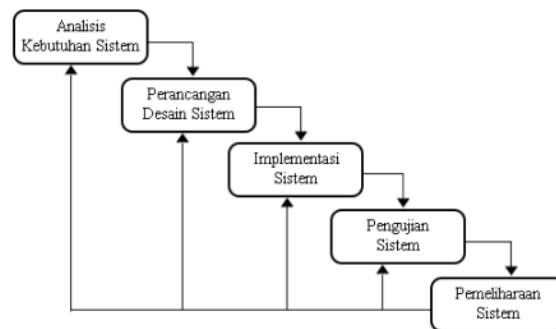 Analisis
Kebutuhan Sistem
Perancangan
Desain Sistem
Implementasi
Sistem
Pengujian
Sistem
Pemeliharaan
Sistem